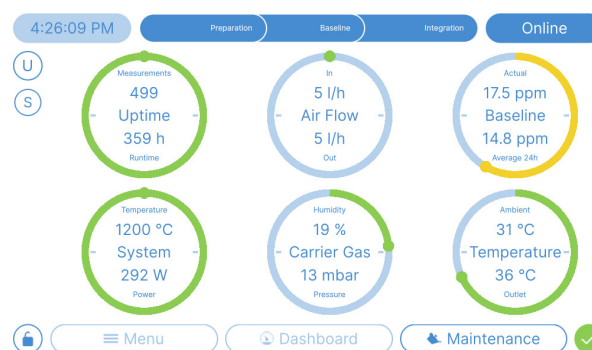 4:26:09 PM
Preparation
Baseline
Integration
Online
U
S
Measurements
499
Uptime
359 h
Runtime
In
5 l/h
Air Flow
5 l/h
Out
Actual
17.5 ppm
Baseline
14.8 ppm
Average 24h
Temperature
1200 °C
System
292 W
Power
Humidity
19 %
Carrier Gas
13 mbar
Pressure
Ambient
31 °C
Temperature
36 °C
Outlet
Menu
Dashboard
Maintenance